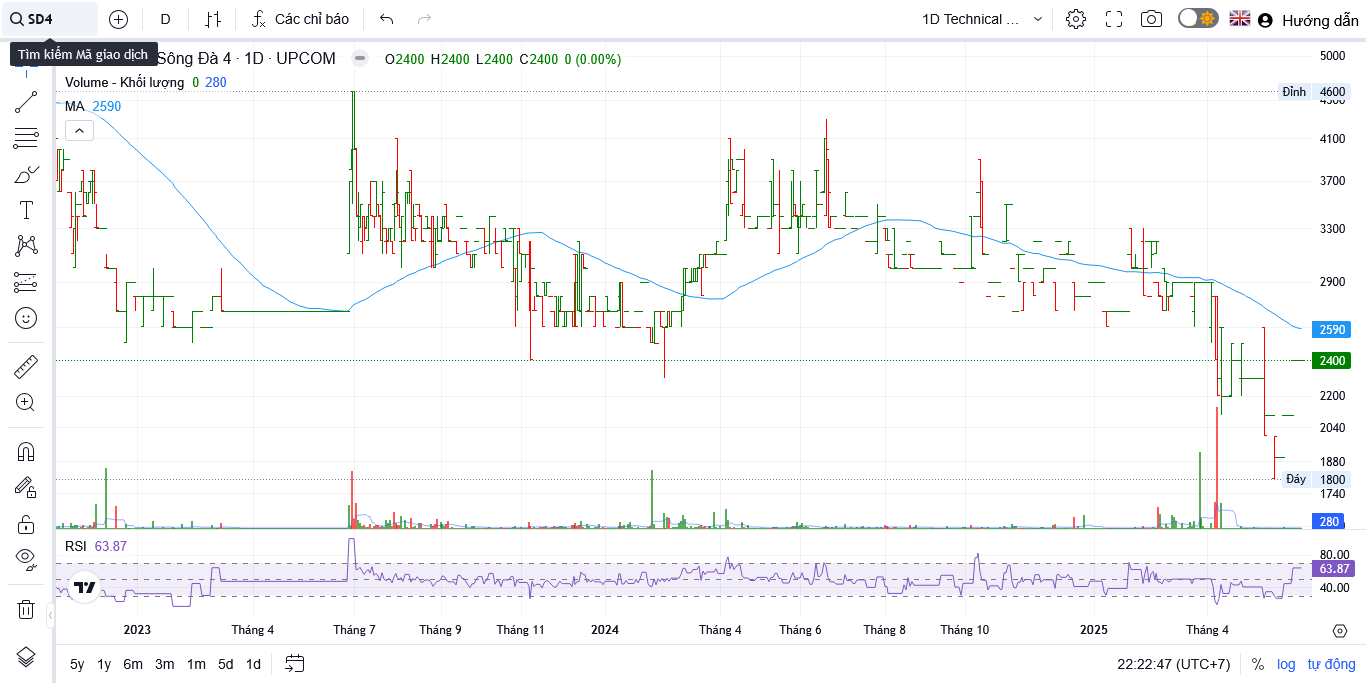 SD4
D
Các chỉ báo
1D Technical ...
Hướng dẫn
Tìm kiếm Mã giao dịch
Sông Đà 4 · 1D · UPCOM
O2400 H2400 L2400 C2400 0 (0.00%)
Volume - Khối lượng 0 280
MA 2590
5000
Đỉnh 4600
4100
3700
3300
2900
2590
2400
2200
2040
1880
Đáy 1800
1740
280
RSI 63.87
80.00
63.87
40.00
2023 Tháng 4 Tháng 7 Tháng 9 Tháng 11 2024 Tháng 4 Tháng 6 Tháng 8 Tháng 10 2025 Tháng 4
5y 1y 6m 3m 1m 5d 1d
22:22:47 (UTC+7) % log tự động